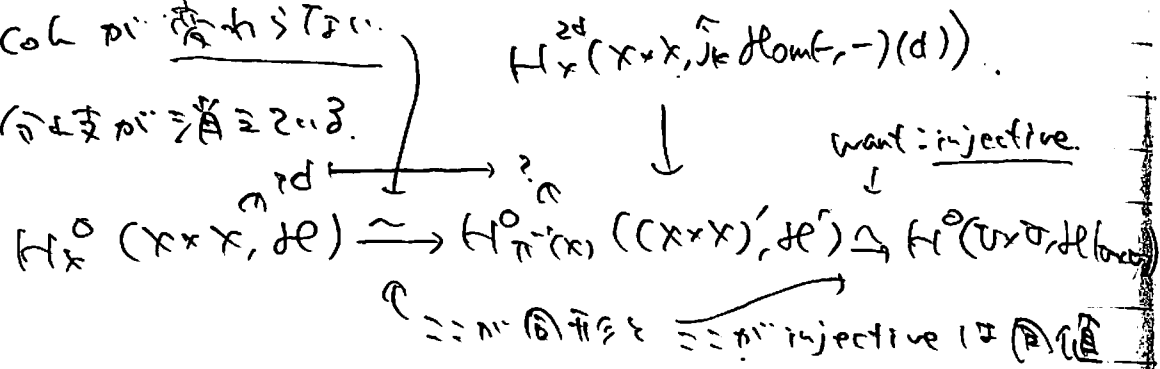 coh が変わらない.
H_X^{2d}(X×X, j_* Hom(-,-)(d)).
分岐が消えている.
want : injective.
id ↦ ?
H_X^0 (X×X, ℋ) ≃→ H^0_{π^{-1}(X)} ((X×X)', ℋ') → H^0(U×U, ℋ
ここが同形と ここが injective は同値